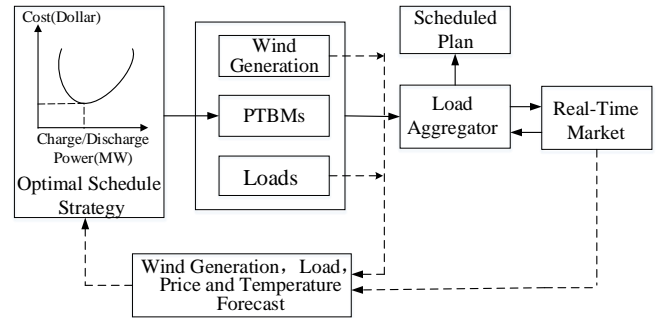 Cost(Dollar)
Charge/Discharge
Power(MW)
Optimal Schedule
Strategy
Wind
Generation
PTBMs
Loads
Scheduled
Plan
Load
Aggregator
Real-Time
Market
Wind Generation，Load，
Price and Temperature
Forecast